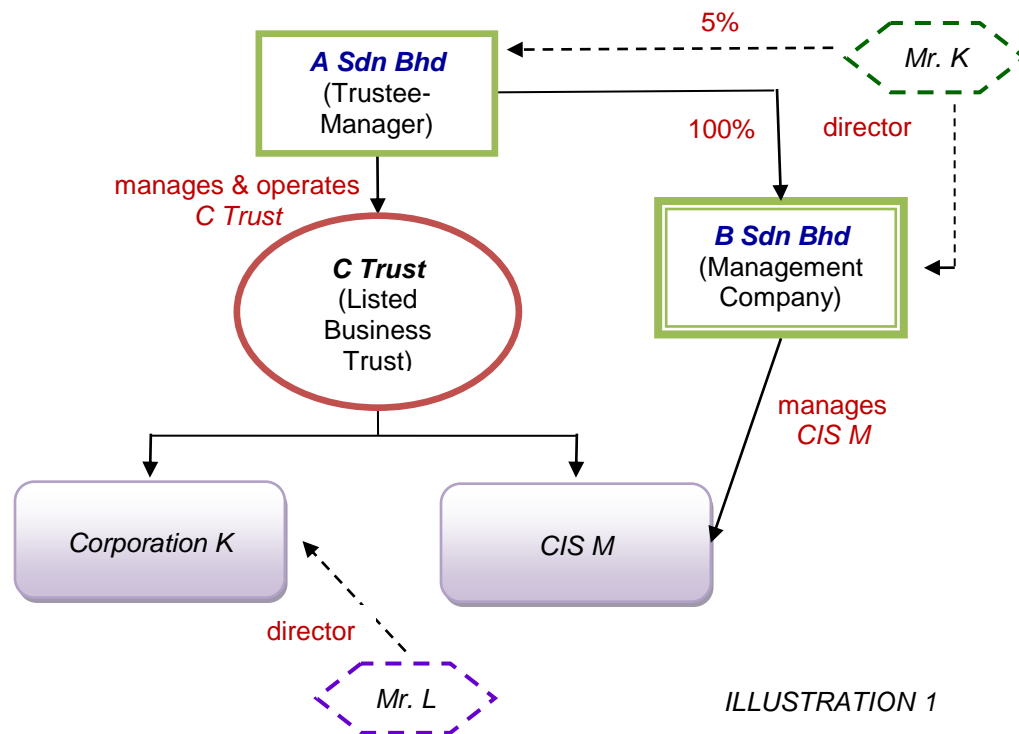 5%
A Sdn Bhd
(Trustee-
Manager)
Mr. K
100%
director
manages & operates
C Trust
B Sdn Bhd
(Management
Company)
C Trust
(Listed
Business
Trust)
manages
CIS M
Corporation K
CIS M
director
Mr. L
ILLUSTRATION 1